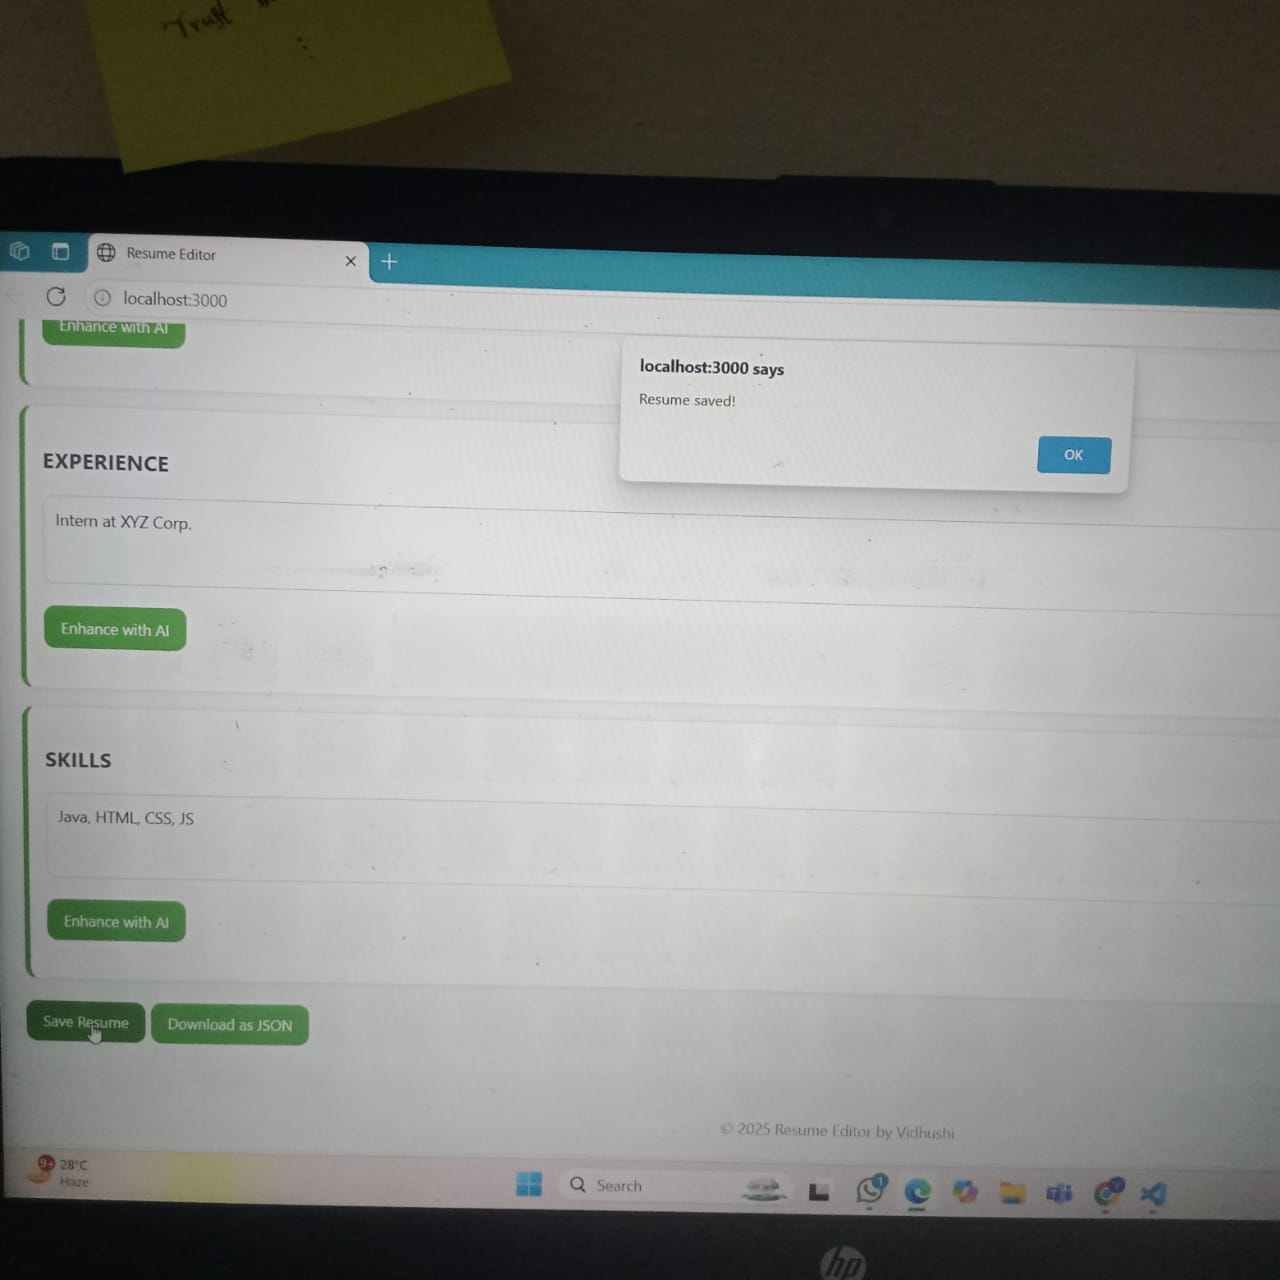 Trust
Resume Editor
localhost:3000
Enhance with AI
localhost:3000 says
Resume saved!
OK
EXPERIENCE
Intern at XYZ Corp.
Enhance with AI
SKILLS
Java, HTML, CSS, JS
Enhance with AI
Save Resume
Download as JSON
© 2025 Resume Editor by Vidhushi
9+
28°C
Haze
Search
1
hp